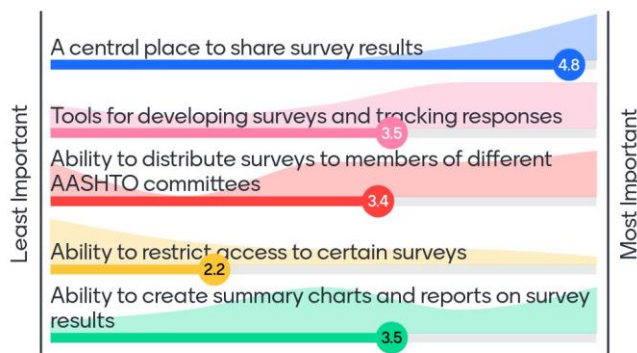 A central place to share survey results
4.8
Tools for developing surveys and tracking responses
3.5
Ability to distribute surveys to members of different
AASHTO committees
3.4
Ability to restrict access to certain surveys
2.2
Ability to create summary charts and reports on survey
results
3.5
Least Important
Most Important